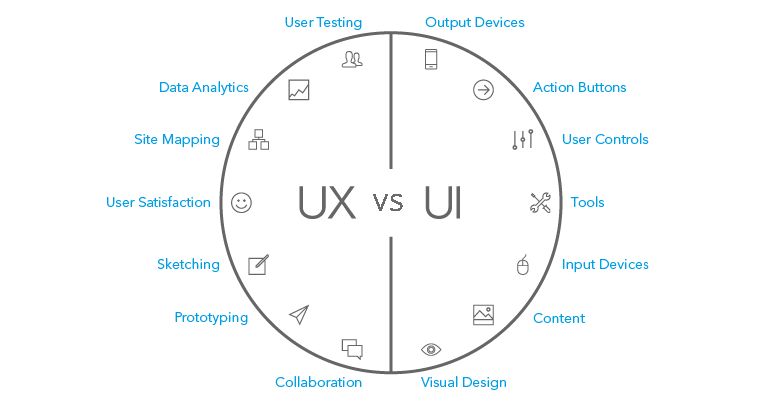 User Testing
Output Devices
Data Analytics
Action Buttons
Site Mapping
User Controls
User Satisfaction
UX vs UI
Tools
Sketching
Input Devices
Prototyping
Content
Collaboration
Visual Design